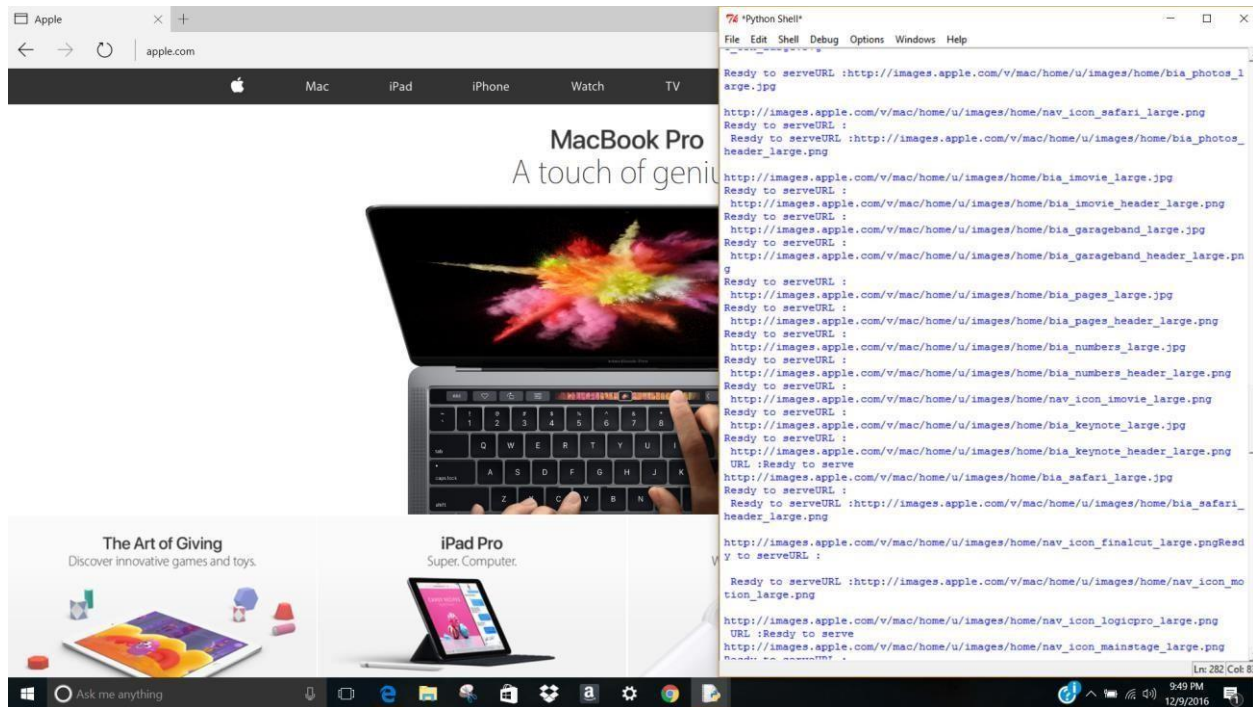 Apple
apple.com
Mac iPad iPhone Watch TV
MacBook Pro
A touch of geniu
The Art of Giving
Discover innovative games and toys.
iPad Pro
Super. Computer.
Ask me anything
*Python Shell*
File Edit Shell Debug Options Windows Help
Ready to serveURL :http://images.apple.com/v/mac/home/u/images/home/bia_photos_l
arge.jpg
http://images.apple.com/v/mac/home/u/images/home/nav_icon_safari_large.png
Resdy to serveURL :
Resdy to serveURL :http://images.apple.com/v/mac/home/u/images/home/bia_photos_
header_large.png
http://images.apple.com/v/mac/home/u/images/home/bia_imovie_large.jpg
Resdy to serveURL :
http://images.apple.com/v/mac/home/u/images/home/bia_imovie_header_large.png
Resdy to serveURL :
http://images.apple.com/v/mac/home/u/images/home/bia_garageband_large.jpg
Resdy to serveURL :
http://images.apple.com/v/mac/home/u/images/home/bia_garageband_header_large.pn
g
Resdy to serveURL :
http://images.apple.com/v/mac/home/u/images/home/bia_pages_large.jpg
Resdy to serveURL :
http://images.apple.com/v/mac/home/u/images/home/bia_pages_header_large.png
Resdy to serveURL :
http://images.apple.com/v/mac/home/u/images/home/bia_numbers_large.jpg
Resdy to serveURL :
http://images.apple.com/v/mac/home/u/images/home/bia_numbers_header_large.png
Resdy to serveURL :
http://images.apple.com/v/mac/home/u/images/home/nav_icon_imovie_large.png
Resdy to serveURL :
http://images.apple.com/v/mac/home/u/images/home/bia_keynote_large.jpg
Resdy to serveURL :
http://images.apple.com/v/mac/home/u/images/home/bia_keynote_header_large.png
URL :Resdy to serve
http://images.apple.com/v/mac/home/u/images/home/bia_safari_large.jpg
Resdy to serveURL :
Resdy to serveURL :http://images.apple.com/v/mac/home/u/images/home/bia_safari_
header_large.png
http://images.apple.com/v/mac/home/u/images/home/nav_icon_finalcut_large.pngResd
y to serveURL :
Resdy to serveURL :http://images.apple.com/v/mac/home/u/images/home/nav_icon_mo
tion_large.png
http://images.apple.com/v/mac/home/u/images/home/nav_icon_logicpro_large.png
URL :Resdy to serve
http://images.apple.com/v/mac/home/u/images/home/nav_icon_mainstage_large.png
Ln: 282 Col: 83
9:49 PM
12/9/2016